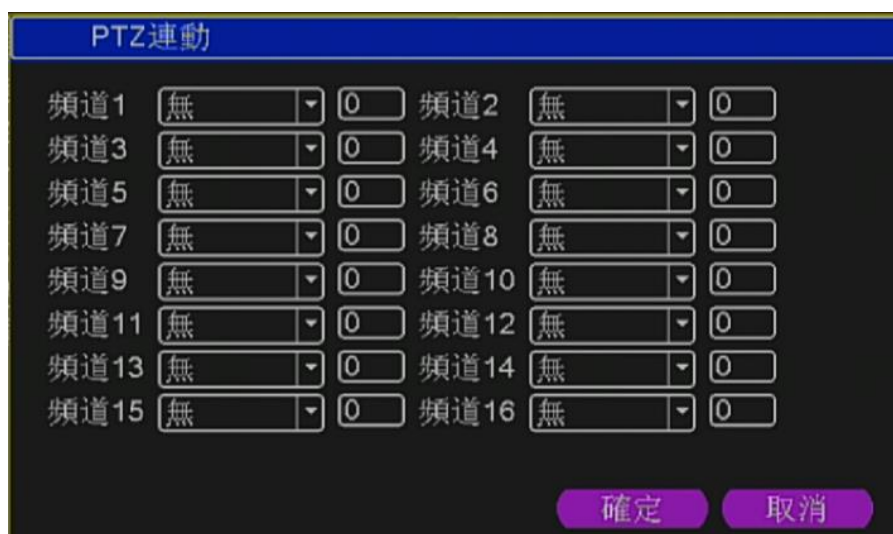 PTZ連動
頻道1 無 0 頻道2 無 0
頻道3 無 0 頻道4 無 0
頻道5 無 0 頻道6 無 0
頻道7 無 0 頻道8 無 0
頻道9 無 0 頻道10 無 0
頻道11 無 0 頻道12 無 0
頻道13 無 0 頻道14 無 0
頻道15 無 0 頻道16 無 0
確定 取消